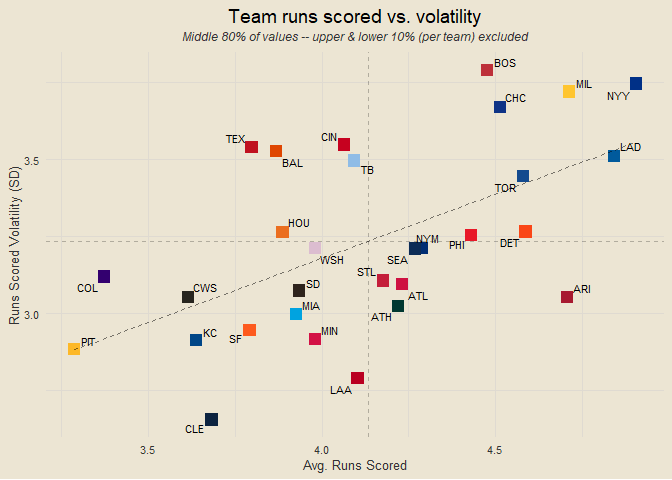 Team runs scored vs. volatility
Middle 80% of values -- upper & lower 10% (per team) excluded
BOS
MIL
NYY
CHC
TEX
CIN
BAL
TB
LAD
TOR
HOU
WSH
NYM
SEA
PHI
DET
COL
CWS
SD
STL
ATL
ARI
MIA
ATH
PIT
KC
SF
MIN
LAA
CLE
Runs Scored Volatility (SD)
3.5
3.0
3.5
4.0
4.5
Avg. Runs Scored